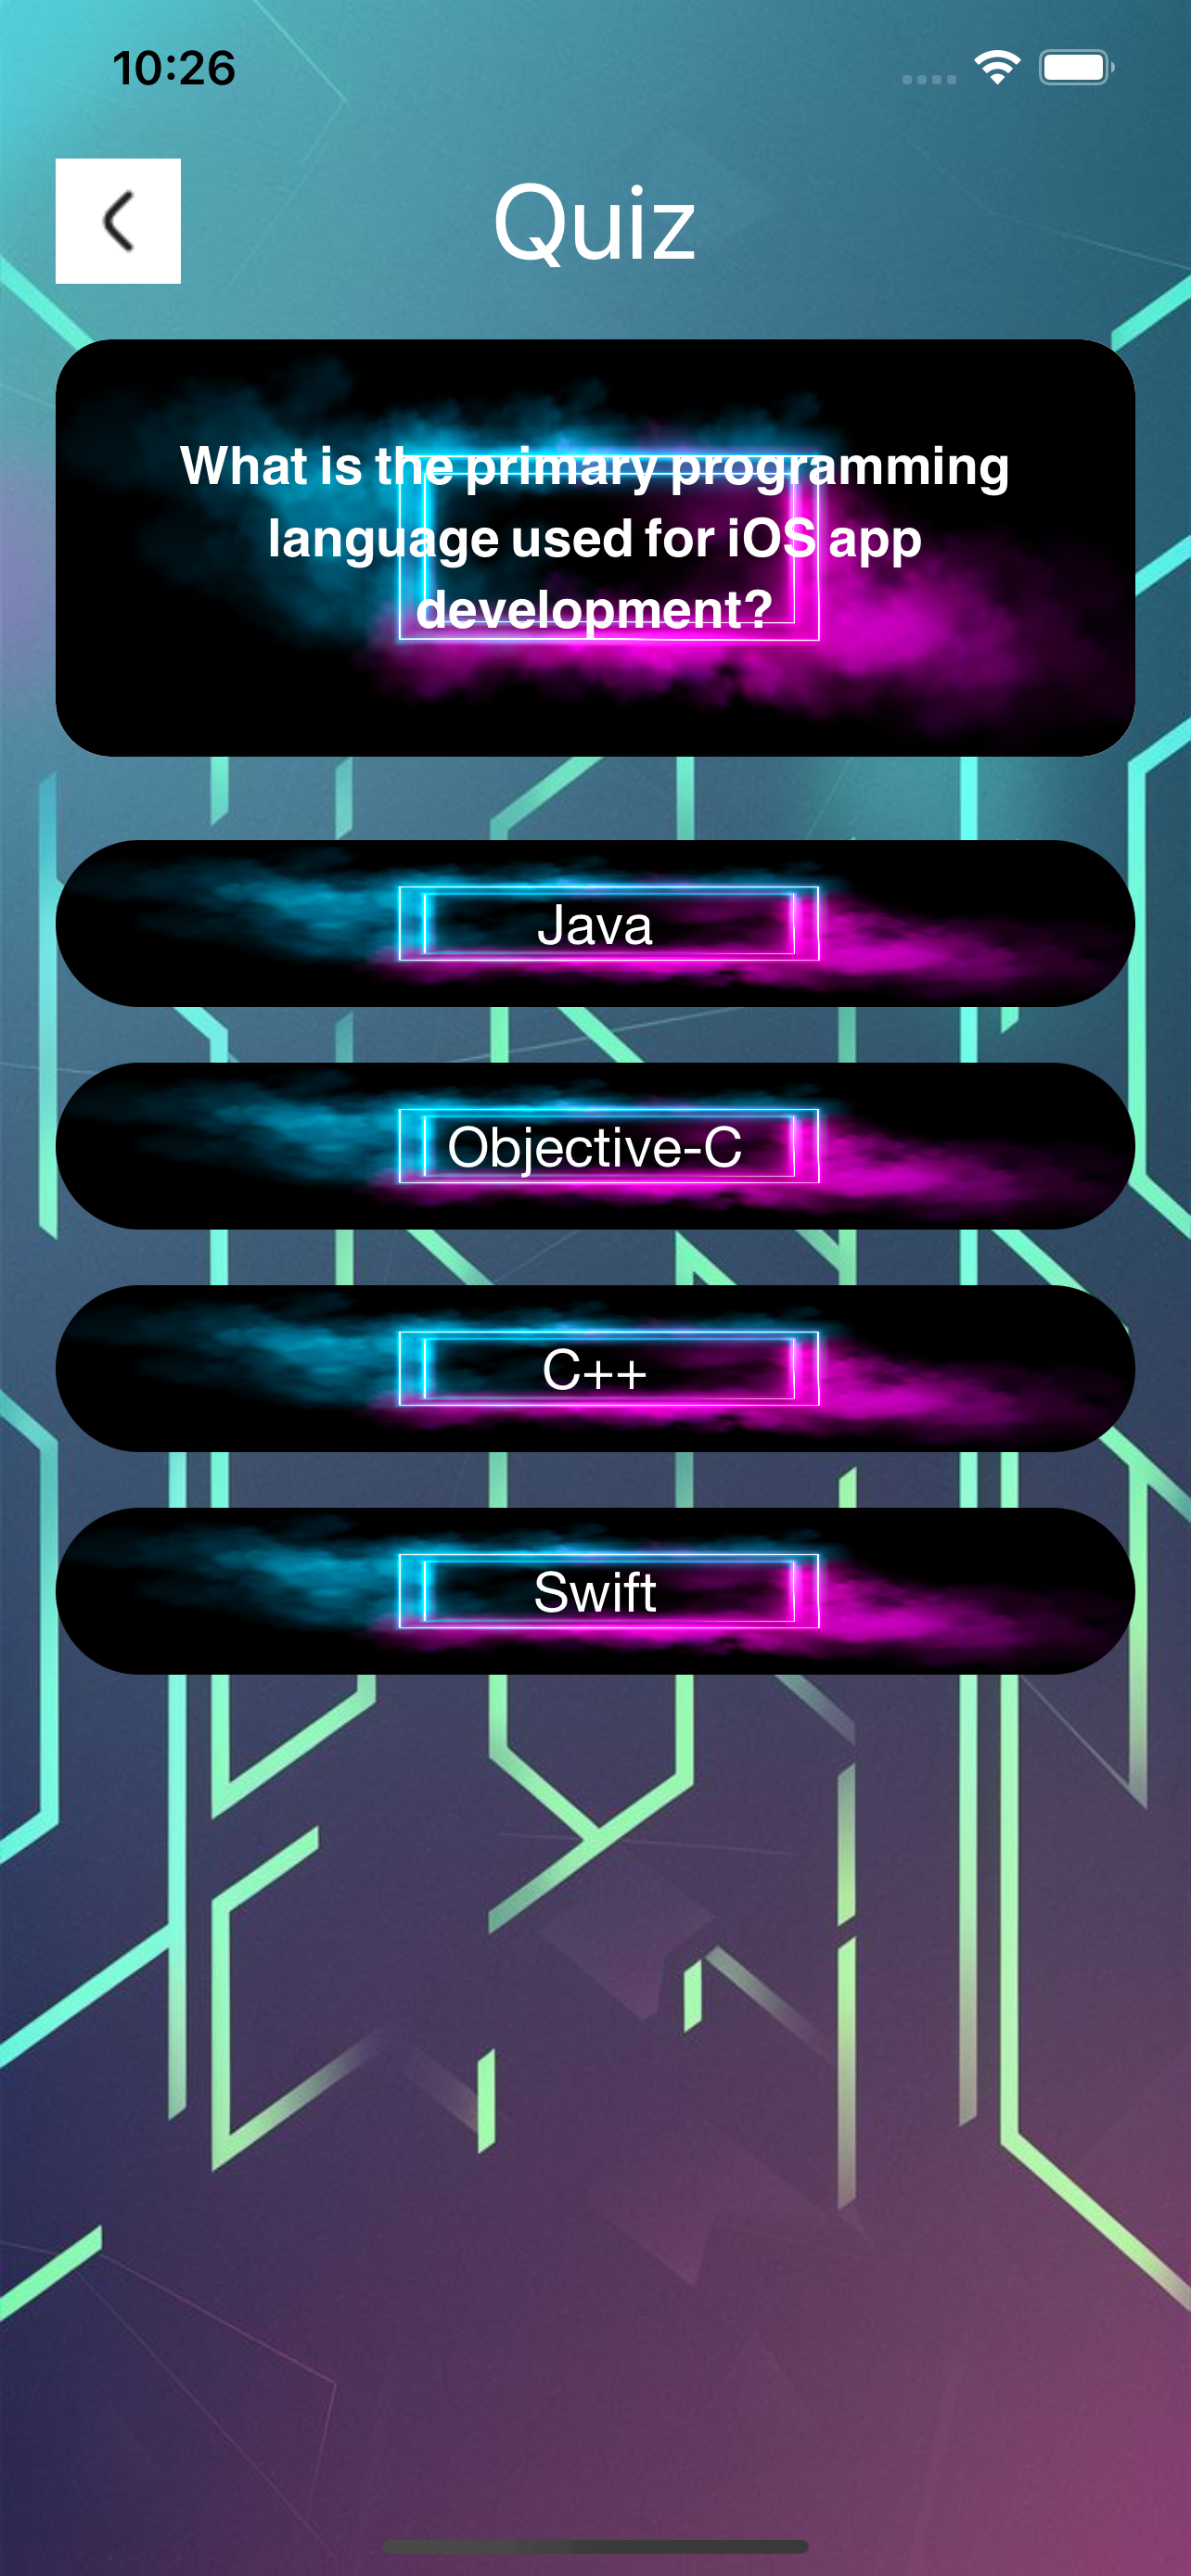 10:26
Quiz
What is the primary programming
language used for iOS app
development?
Java
Objective-C
C++
Swift